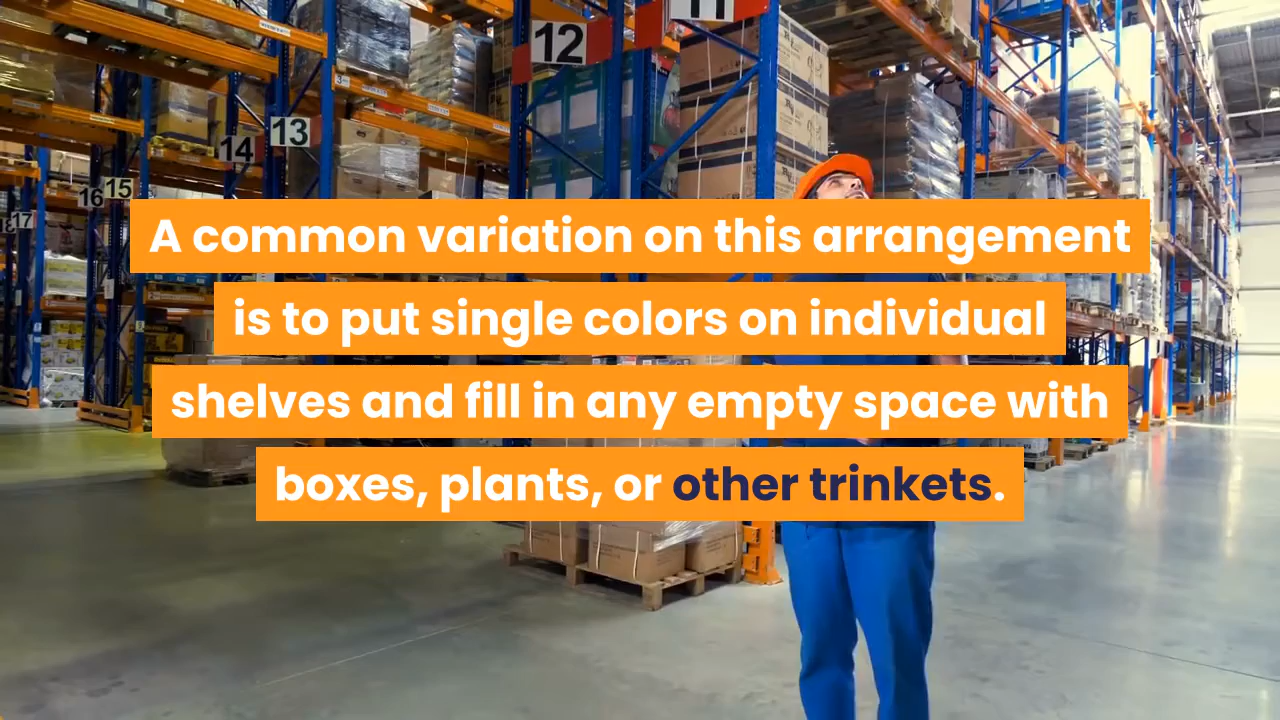 11
12
13
14
15
16
17
A common variation on this arrangement
is to put single colors on individual
shelves and fill in any empty space with
boxes, plants, or other trinkets.